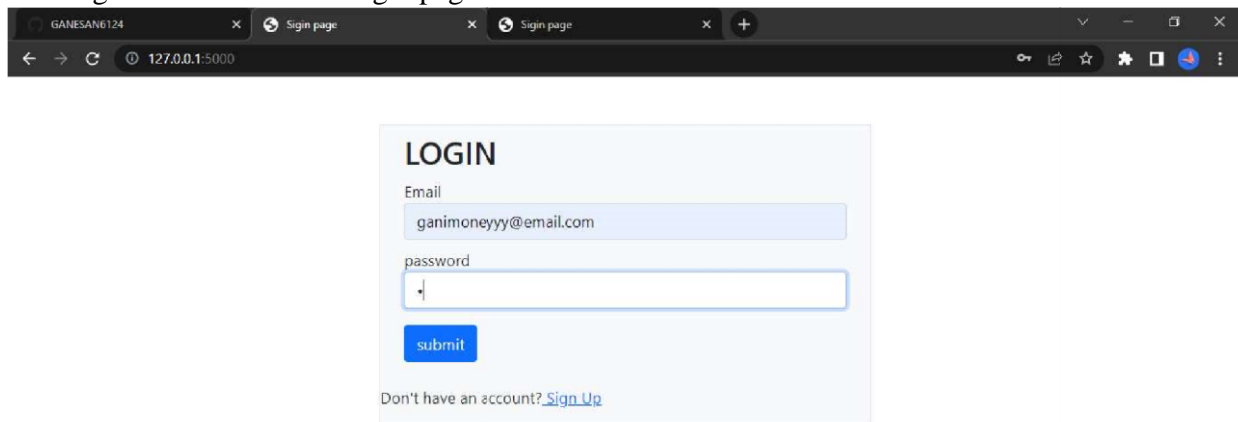 GANESAN6124 Sigin page Sigin page
127.0.0.1:5000
LOGIN
Email
ganimoneyyy@email.com
password
submit
Don't have an account? Sign Up